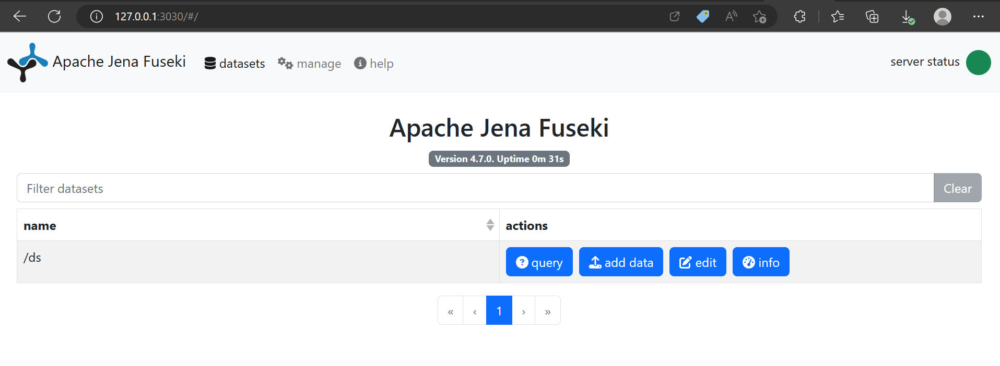 127.0.0.1:3030/#/
Apache Jena Fuseki datasets manage help server status
Apache Jena Fuseki
Version 4.7.0. Uptime 0m 31s
Filter datasets Clear
name actions
/ds query add data edit info
« ‹ 1 › »